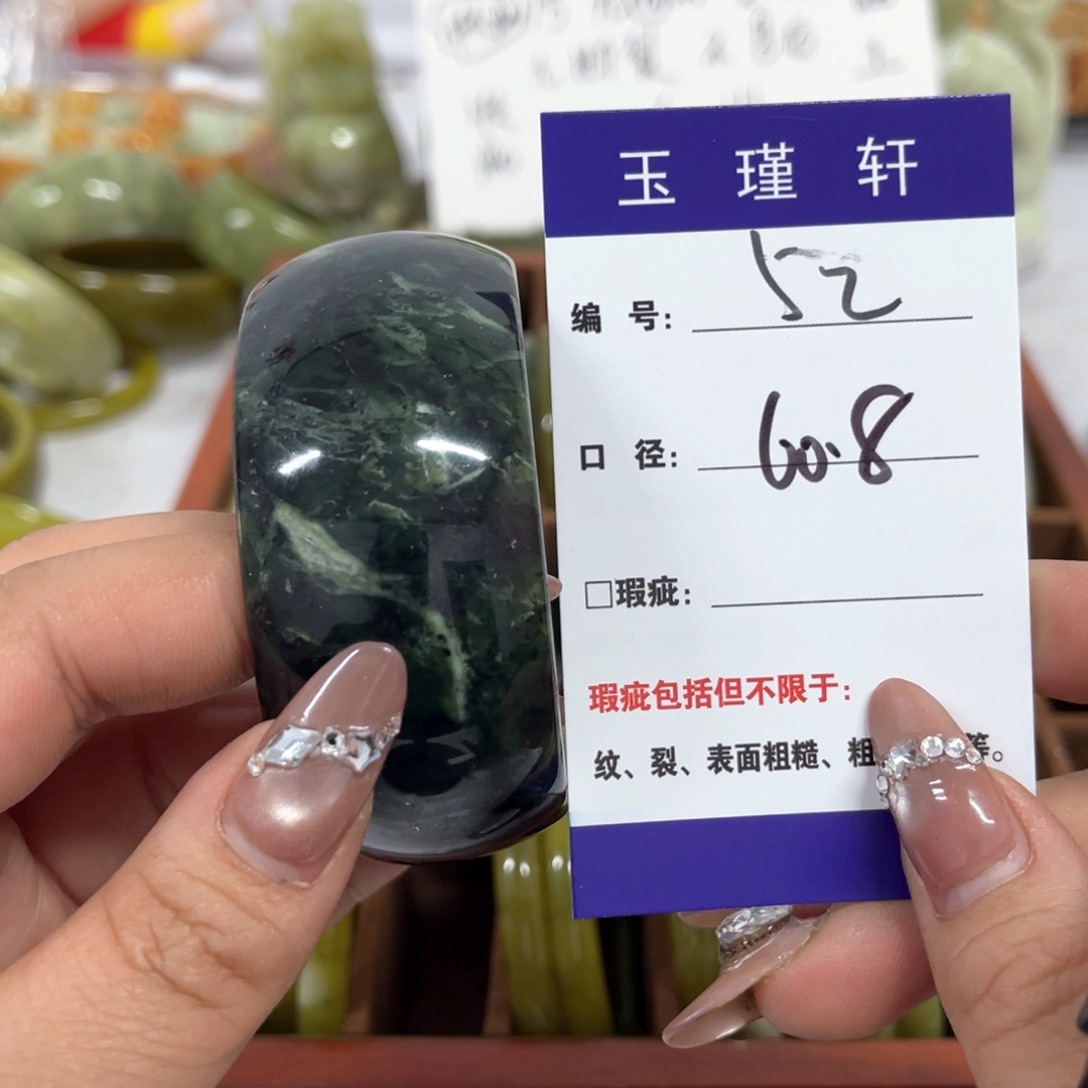 玉瑾轩
编号: 52
口径: 60.8
□瑕疵:
瑕疵包括但不限于:
纹、裂、表面粗糙、粗
等。